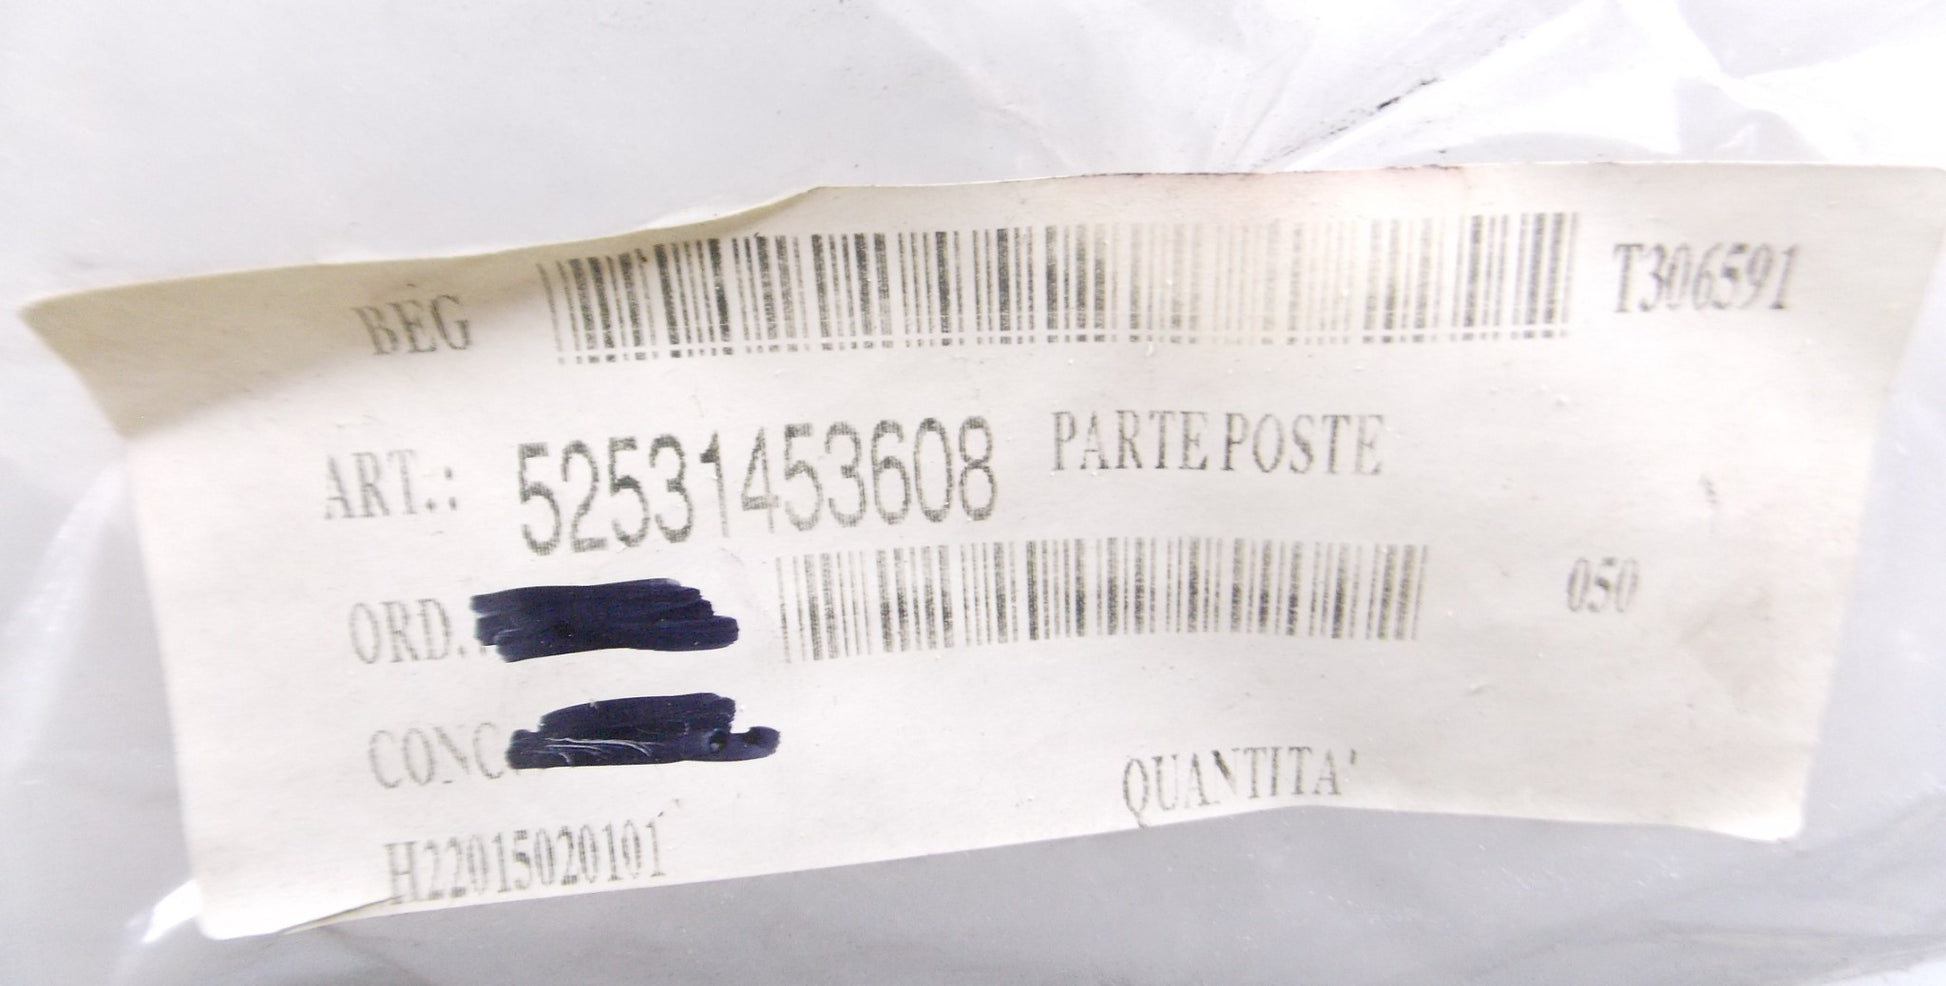 BEG T306591
ART.: 52531453608 PARTE POSTE
ORD. 050
CONC
QUANTITA'
H22015020101